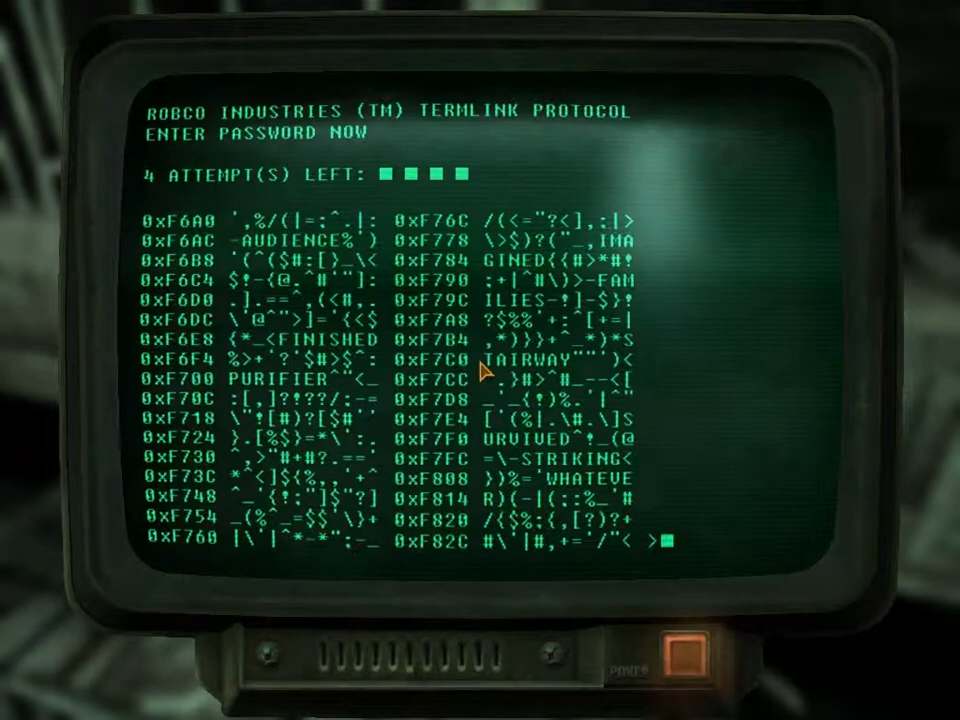 ROBCO INDUSTRIES (TM) TERMLINK PROTOCOL
ENTER PASSWORD NOW
4 ATTEMPT(S) LEFT: ■ ■ ■ ■
0xF6A0 ',%/(|=:^.|: 0xF76C /(<="?<],:|>
0xF6AC -AUDIENCE%') 0xF778 \>$)?("_,IMA
0xF6B8 '(^($#:[}_\< 0xF784 GINED{{#>*#!
0xF6C4 $!-{@.^#'"]: 0xF790 ;+|^#\)>-FAM
0xF6D0 .].==^,(<#,. 0xF79C ILIES-!]-$}!
0xF6DC \'@^">]='{<$ 0xF7A8 ?$%%'+:^[+=|
0xF6E8 {*_<FINISHED 0xF7B4 ,*)}}+^_*)*S
0xF6F4 %>+'?'$#>$^: 0xF7C0 TAIRWAY""')<
0xF700 PURIFIER^"<_ 0xF7CC .}#>^#_--<[
0xF70C :[,]?!??/;-= 0xF7D8 _'_{!)%.'|^"
0xF718 \"![#)?[$#'' 0xF7E4 ['(%|.\#.\]S
0xF724 }.[%$}=*\':. 0xF7F0 URVIVED^!_(@
0xF730 ^,>"#+#?.==' 0xF7FC =\-STRIKING<
0xF73C *^<]${%,,'+^ 0xF808 })%='WHATEVE
0xF748 ^_'{!;"]$"?] 0xF814 R)(-|(;:%_'#
0xF754 _(%^_=$$'\}+ 0xF820 /{$%:{,[?)?+
0xF760 |\'|^*-*";-_ 0xF82C #\'|#,+='/"< >■
POWER